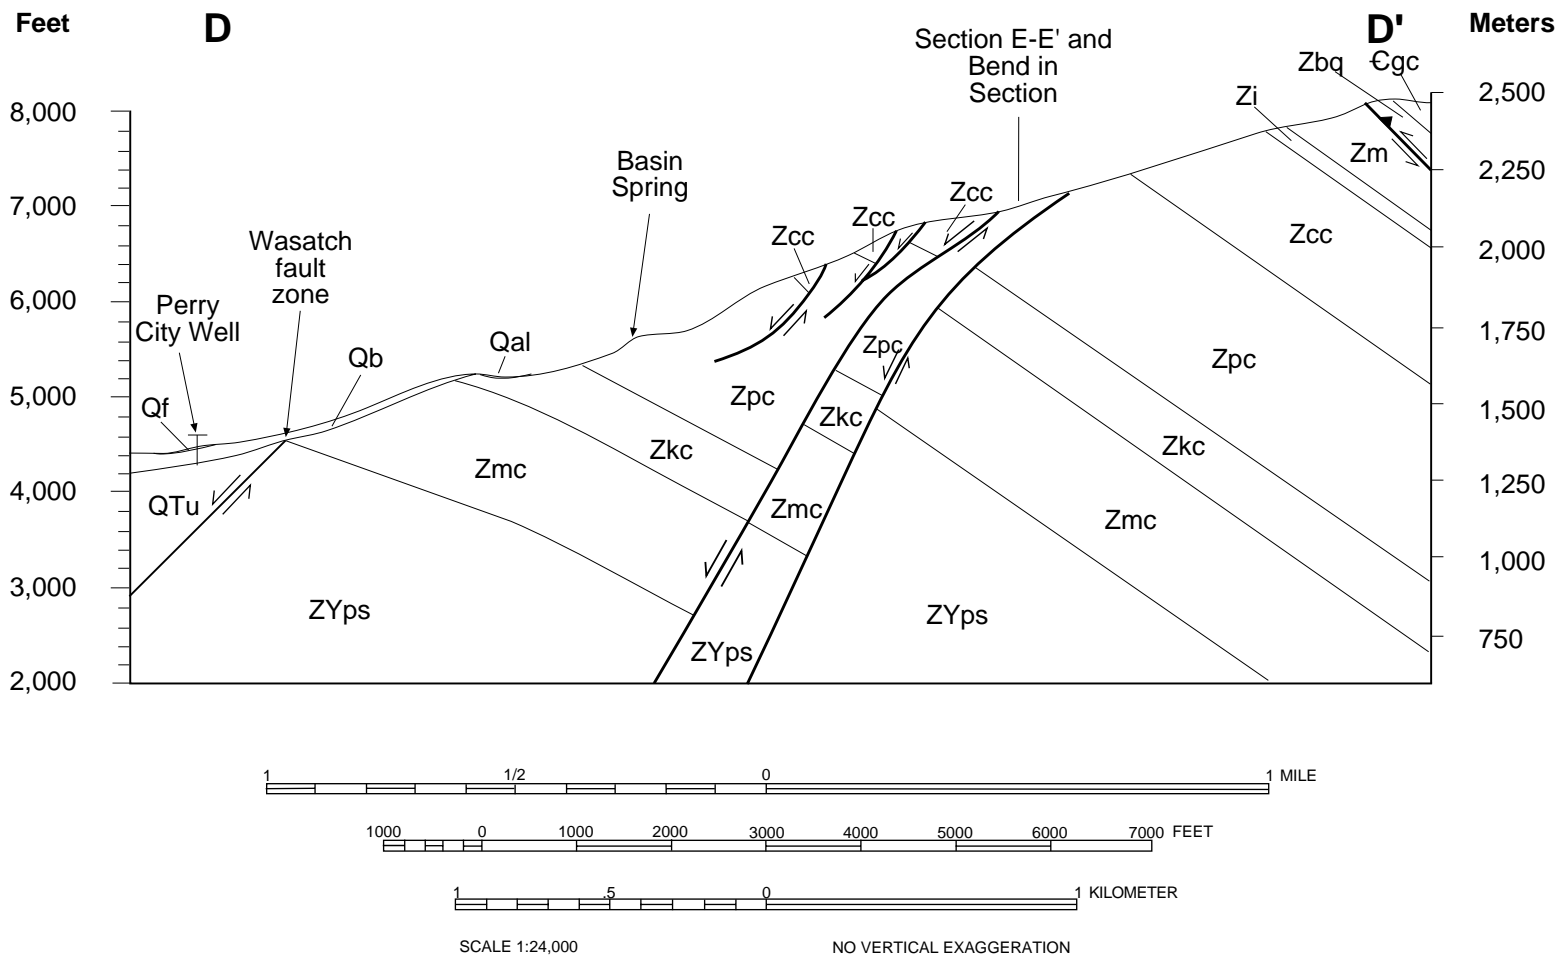 Feet
D
Section E-E' and
Bend in
Section
D'
Meters
Zbq
Ꞓgc
Zi
Zm
8,000
7,000
6,000
5,000
4,000
3,000
2,000
2,500
2,250
2,000
1,750
1,500
1,250
1,000
750
Basin
Spring
Wasatch
fault
zone
Perry
City Well
Zcc
Zcc
Zcc
Zcc
Qf
Qb
Qal
QTu
Zpc
Zpc
Zpc
Zkc
Zkc
Zkc
Zmc
Zmc
Zmc
ZYps
ZYps
ZYps
1 1/2 0 1 MILE
1000 0 1000 2000 3000 4000 5000 6000 7000 FEET
1 .5 0 1 KILOMETER
SCALE 1:24,000
NO VERTICAL EXAGGERATION